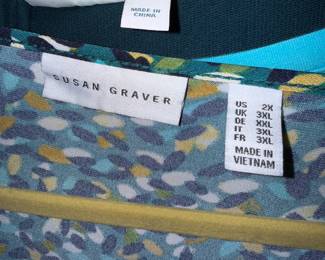 MADE IN
CHINA
SUSAN GRAVER
US 2X
UK 3XL
DE XXL
IT 3XL
FR 3XL
MADE IN
VIETNAM